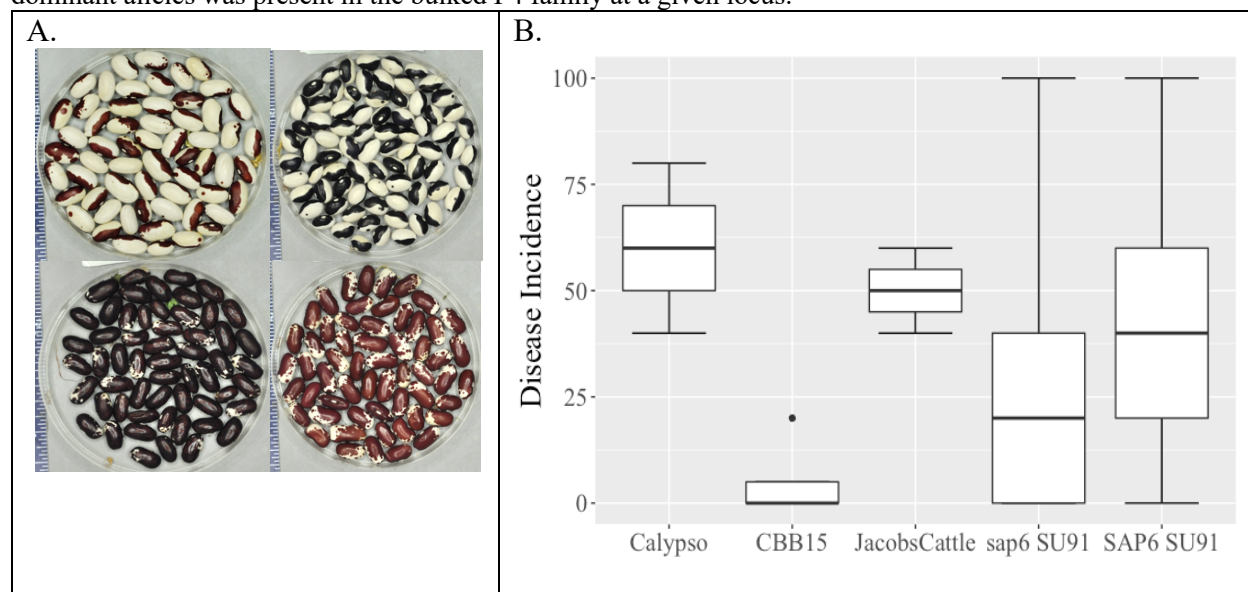 dominant alleles was present in the bulked F4 family at a given locus.
A.
B.
Disease Incidence
100
75
50
25
0
Calypso
CBB15
JacobsCattle
sap6 SU91
SAP6 SU91